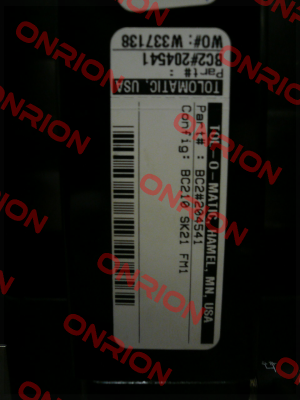 TOLOMATIC, USA
Part# :
BC2#204541
WO#: W337138
TOL-O-MATIC, HAMEL, MN, USA
Part# : BC2#204541
Config: BC210 SK21 FM1
ONRION
ONRION
ONRION
ONRION
ONRION
ONRION
ONRION
ONRION